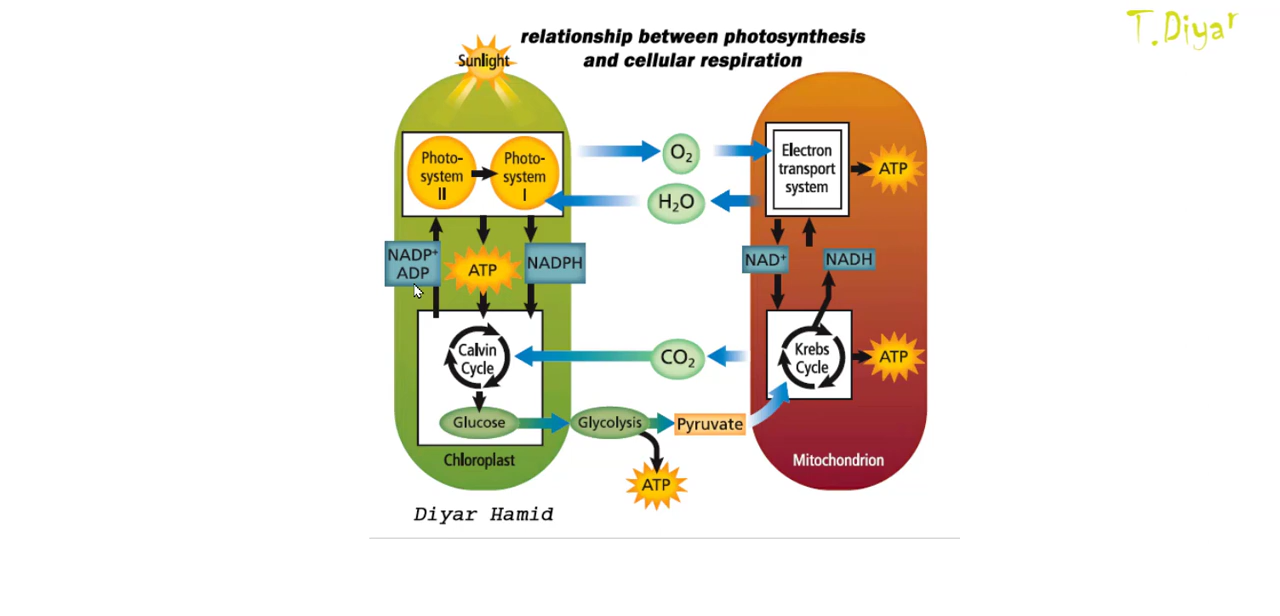 T.Diyar
relationship between photosynthesis
and cellular respiration
Sunlight
Photo-
system
II
Photo-
system
I
O2
H2O
Electron
transport
system
ATP
NADP+
ADP
ATP
NADPH
NAD+
NADH
Calvin
Cycle
CO2
Krebs
Cycle
ATP
Glucose
Glycolysis
Pyruvate
Chloroplast
ATP
Mitochondrion
Diyar Hamid